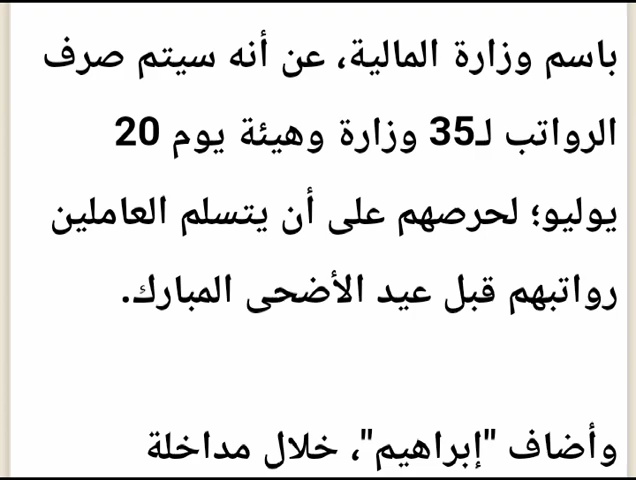 باسم وزارة المالية، عن أنه سيتم صرف
الرواتب لـ35 وزارة وهيئة يوم 20
يوليو؛ لحرصهم على أن يتسلم العاملين
رواتبهم قبل عيد الأضحى المبارك.
وأضاف "إبراهيم"، خلال مداخلة